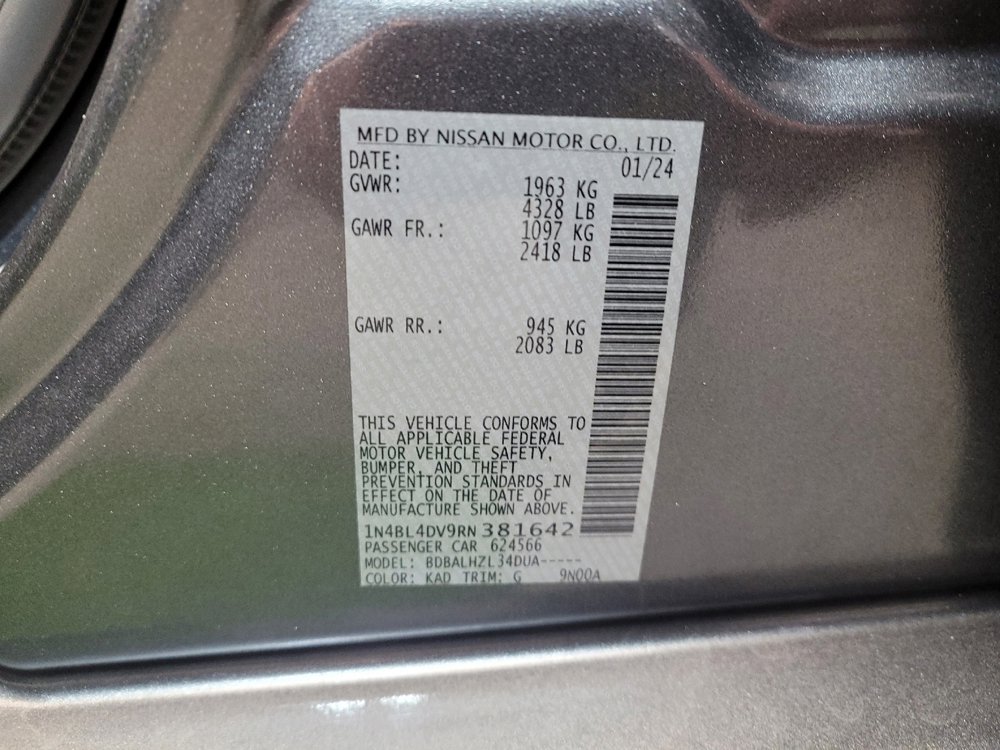 MFD BY NISSAN MOTOR CO., LTD.
DATE: 01/24
GVWR: 1963 KG
4328 LB
GAWR FR.: 1097 KG
2418 LB
GAWR RR.: 945 KG
2083 LB
THIS VEHICLE CONFORMS TO
ALL APPLICABLE FEDERAL
MOTOR VEHICLE SAFETY,
BUMPER, AND THEFT
PREVENTION STANDARDS IN
EFFECT ON THE DATE OF
MANUFACTURE SHOWN ABOVE.
1N4BL4DV9RN381642
PASSENGER CAR 624566
MODEL: BDBALHZL34DUA-----
COLOR: KAD TRIM: G 9N00A